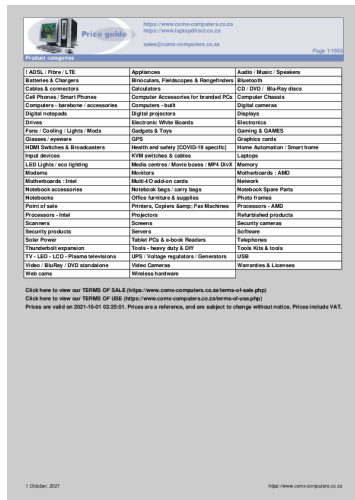 Price guide
https://www.comx-computers.co.za
https://www.laptopdirect.co.za
sales@comx-computers.co.za
Page 1/1503
Product categories
! ADSL / Fibre / LTE Appliances Audio / Music / Speakers
Batteries & Chargers Binoculars, Fieldscopes & Rangefinders Bluetooth
Cables & connectors Calculators CD / DVD / Blu-Ray discs
Cell Phones / Smart Phones Computer Accessories for branded PCs Computer Chassis
Computers - barebone / accessories Computers - built Digital cameras
Digital notepads Digital projectors Displays
Drives Electronic White Boards Electronics
Fans / Cooling / Lights / Mods Gadgets & Toys Gaming & GAMES
Glasses / eyeware GPS Graphics cards
HDMI Switches & Broadcasters Health and safety [COVID-19 specific] Home Automation / Smart home
Input devices KVM switches & cables Laptops
LED Lights / eco lighting Media centres / Movie boxes / MP4 DivX Memory
Modems Monitors Motherboards : AMD
Motherboards : Intel Multi-I/O add-on cards Network
Notebook accessories Notebook bags / carry bags Notebook Spare Parts
Notebooks Office furniture & supplies Photo frames
Point of sale Printers, Copiers &amp; Fax Machines Processors - AMD
Processors - Intel Projectors Refurbished products
Scanners Screens Security cameras
Security products Servers Software
Solar Power Tablet PCs & e-book Readers Telephones
Thunderbolt expansion Tools - heavy duty & DIY Tools Kits & tools
TV - LED - LCD - Plasma televisions UPS / Voltage regulators / Generators USB
Video / BluRay / DVD standalone Video Cameras Warranties & Licenses
Web cams Wireless hardware
Click here to view our TERMS OF SALE (https://www.comx-computers.co.za/terms-of-sale.php)
Click here to view our TERMS OF USE (https://www.comx-computers.co.za/terms-of-use.php)
Prices are valid on 2021-10-01 03:25:01. Prices are a reference, and are subject to change without notice. Prices include VAT.
1 October, 2021
https://www.comx-computers.co.za